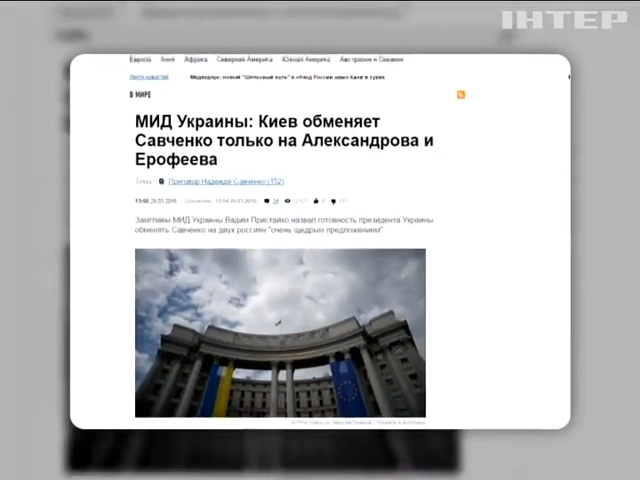 ІНТЕР
Европа Азия Африка Северная Америка Южная Америка Австралия и Океания
Лента новостей
В МИРЕ
МИД Украины: Киев обменяет
Савченко только на Александрова и
Ерофеева
Тема: Приговор Надежде Савченко (152)
Замглавы МИД Украины Вадим Пристайко назвал готовность президента Украины
обменять Савченко на двух россиян "очень щедрым предложением"